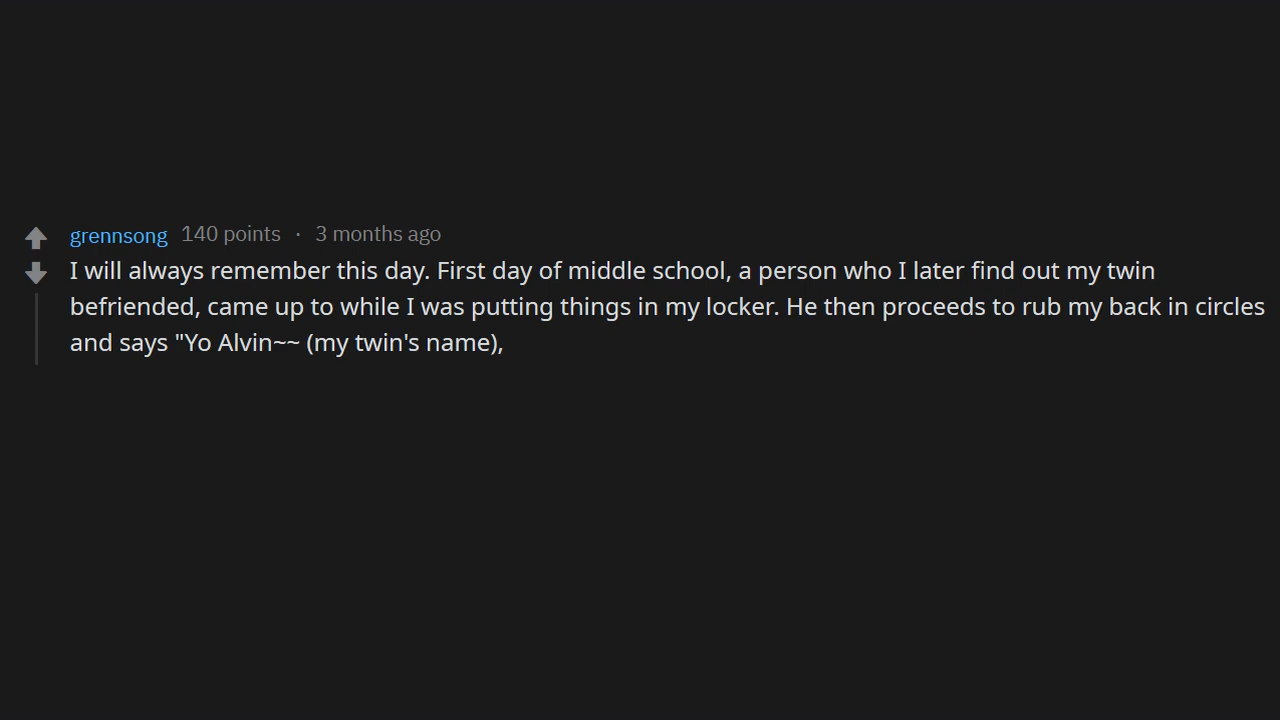 grennsong 140 points · 3 months ago
I will always remember this day. First day of middle school, a person who I later find out my twin
befriended, came up to while I was putting things in my locker. He then proceeds to rub my back in circles
and says "Yo Alvin~~ (my twin's name),